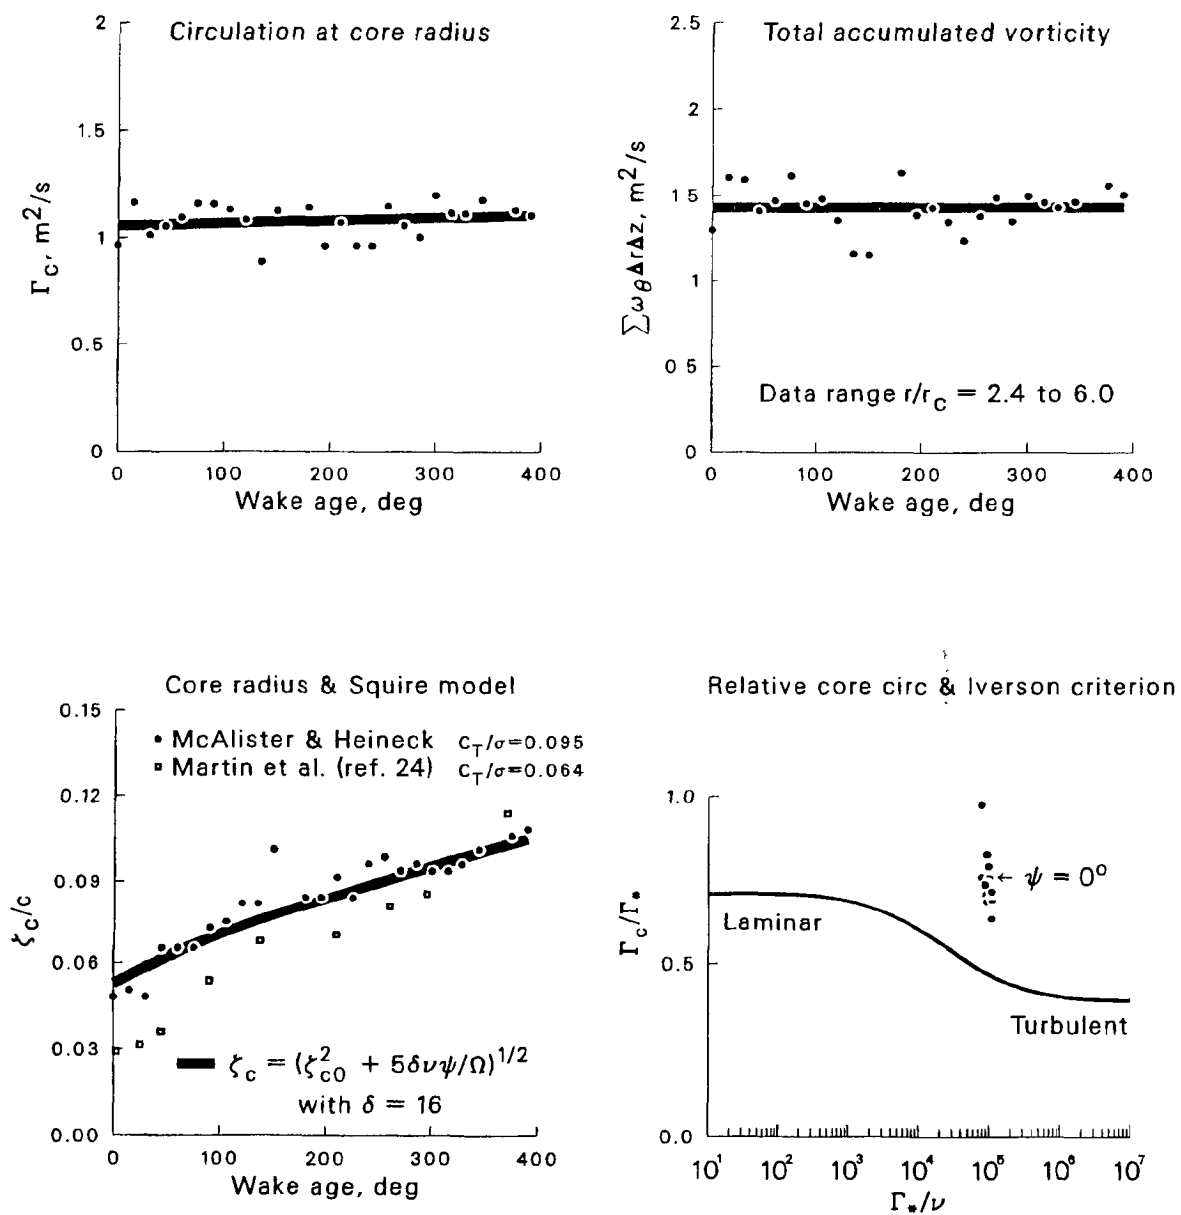 Circulation at core radius
2
1.5
1
0.5
0
Γc, m²/s
0 100 200 300 400
Wake age, deg
Total accumulated vorticity
2.5
2
1.5
1
0 5
0
∑ωθΔrΔz, m²/s
Data range r/rc = 2.4 to 6.0
0 100 200 300 400
Wake age, deg
Core radius & Squire model
0.15
0.12
0.09
0.06
0.03
0.00
ζc/c
McAlister & Heineck CT/σ=0.095
Martin et al. (ref. 24) CT/σ=0.064
ζc = (ζ²c0 + 5δνψ/Ω)^1/2
with δ = 16
0 100 200 300 400
Wake age, deg
Relative core circ & Iverson criterion
1.0
0.5
0.0
Γc/Γ*
← ψ = 0°
Laminar
Turbulent
10¹ 10² 10³ 10⁴ 10⁵ 10⁶ 10⁷
Γ*/ν